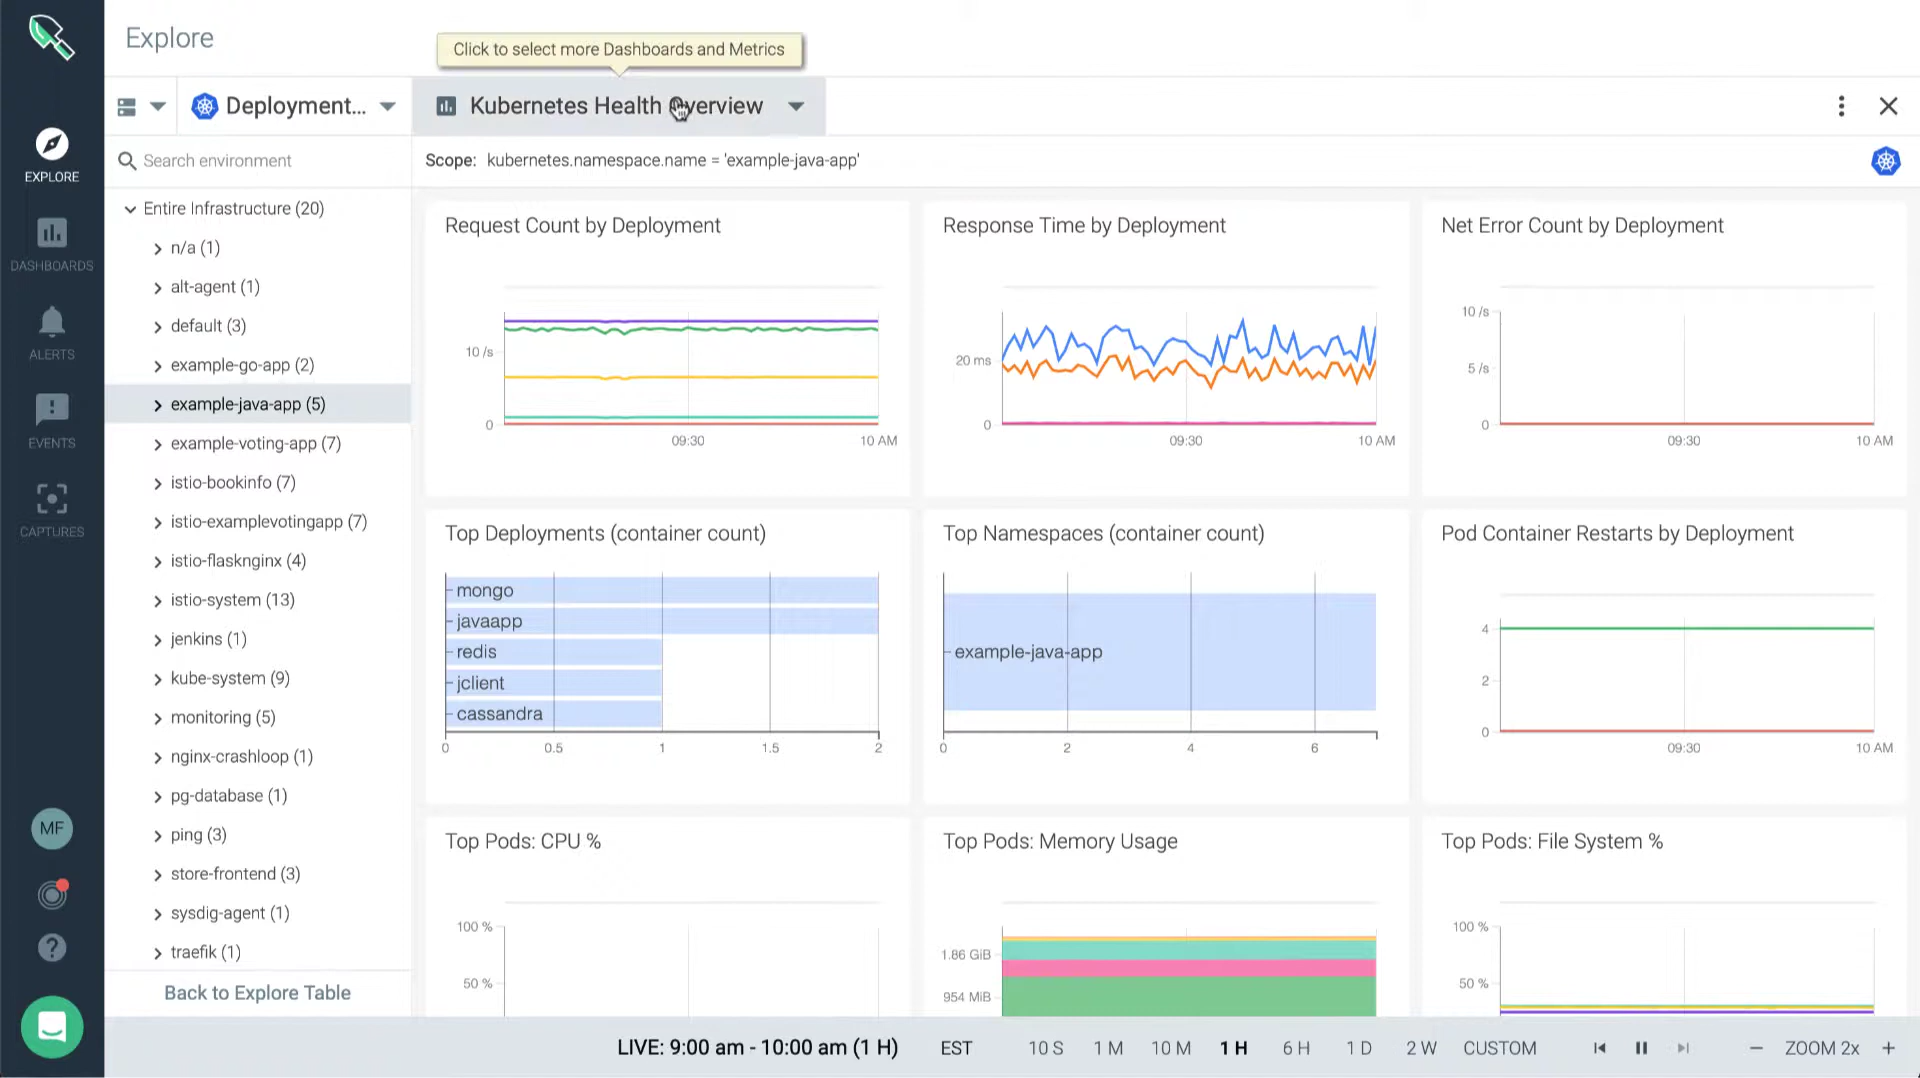 Explore
Click to select more Dashboards and Metrics
Deployment...
Kubernetes Health Overview
Search environment
Scope: kubernetes.namespace.name = 'example-java-app'
EXPLORE
DASHBOARDS
ALERTS
EVENTS
CAPTURES
MF
Entire Infrastructure (20)
n/a (1)
alt-agent (1)
default (3)
example-go-app (2)
example-java-app (5)
example-voting-app (7)
istio-bookinfo (7)
istio-examplevotingapp (7)
istio-flasknginx (4)
istio-system (13)
jenkins (1)
kube-system (9)
monitoring (5)
nginx-crashloop (1)
pg-database (1)
ping (3)
store-frontend (3)
sysdig-agent (1)
traefik (1)
Back to Explore Table
Request Count by Deployment
10 /s
0
09:30 10 AM
Response Time by Deployment
20 ms
0
09:30 10 AM
Net Error Count by Deployment
10 /s
5 /s
0
09:30 10 AM
Top Deployments (container count)
mongo
javaapp
redis
jclient
cassandra
0 0.5 1 1.5 2
Top Namespaces (container count)
example-java-app
0 2 4 6
Pod Container Restarts by Deployment
4
2
0
09:30 10 AM
Top Pods: CPU %
100 %
50 %
Top Pods: Memory Usage
1.86 GiB
954 MiB
Top Pods: File System %
100 %
50 %
LIVE: 9:00 am - 10:00 am (1 H) EST 10 S 1 M 10 M 1 H 6 H 1 D 2 W CUSTOM ZOOM 2x